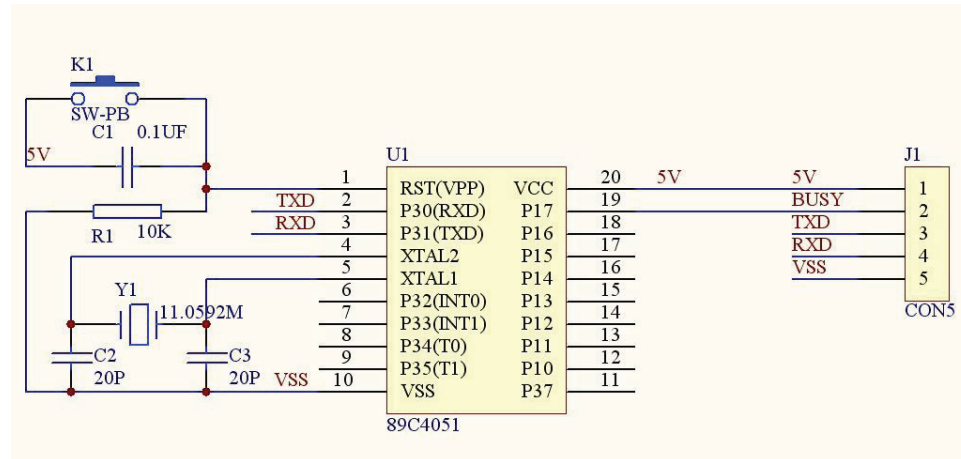 K1
SW-PB
C1 0.1UF
5V
R1 10K
Y1
11.0592M
C2
20P
C3
20P
U1
1 RST(VPP) VCC 20 5V
TXD 2 P30(RXD) P17 19
RXD 3 P31(TXD) P16 18
4 XTAL2 P15 17
5 XTAL1 P14 16
6 P32(INT0) P13 15
7 P33(INT1) P12 14
8 P34(T0) P11 13
9 P35(T1) P10 12
VSS 10 VSS P37 11
89C4051
J1
5V 1
BUSY 2
TXD 3
RXD 4
VSS 5
CON5